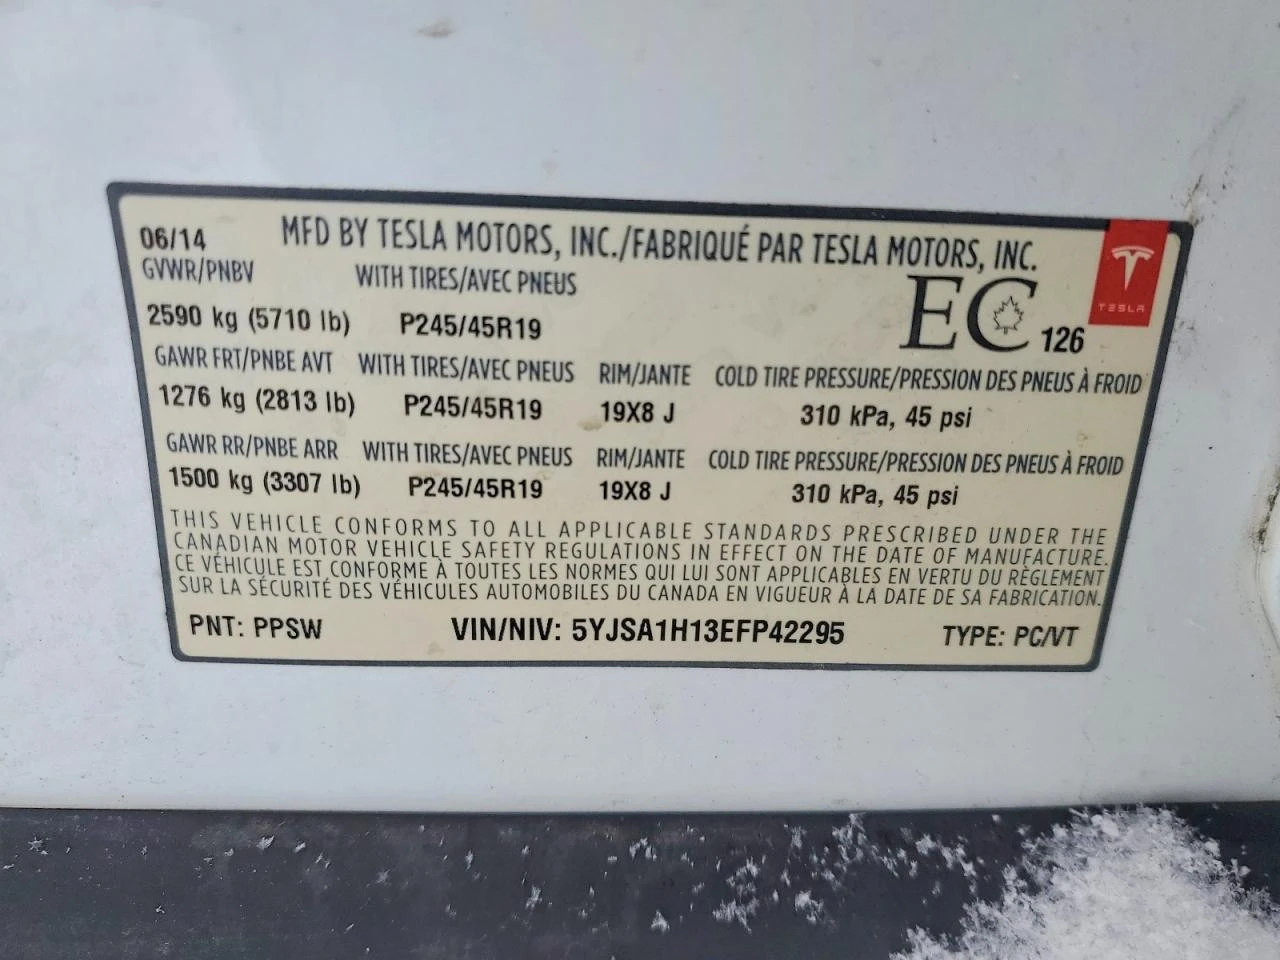 06/14 MFD BY TESLA MOTORS, INC./FABRIQUÉ PAR TESLA MOTORS, INC.
GVWR/PNBV WITH TIRES/AVEC PNEUS
2590 kg (5710 lb) P245/45R19 EC 126
TESLA
GAWR FRT/PNBE AVT WITH TIRES/AVEC PNEUS RIM/JANTE COLD TIRE PRESSURE/PRESSION DES PNEUS À FROID
1276 kg (2813 lb) P245/45R19 19X8 J 310 kPa, 45 psi
GAWR RR/PNBE ARR WITH TIRES/AVEC PNEUS RIM/JANTE COLD TIRE PRESSURE/PRESSION DES PNEUS À FROID
1500 kg (3307 lb) P245/45R19 19X8 J 310 kPa, 45 psi
THIS VEHICLE CONFORMS TO ALL APPLICABLE STANDARDS PRESCRIBED UNDER THE
CANADIAN MOTOR VEHICLE SAFETY REGULATIONS IN EFFECT ON THE DATE OF MANUFACTURE.
CE VÉHICULE EST CONFORME À TOUTES LES NORMES QUI LUI SONT APPLICABLES EN VERTU DU RÈGLEMENT
SUR LA SÉCURITÉ DES VÉHICULES AUTOMOBILES DU CANADA EN VIGUEUR À LA DATE DE SA FABRICATION.
PNT: PPSW VIN/NIV: 5YJSA1H13EFP42295 TYPE: PC/VT